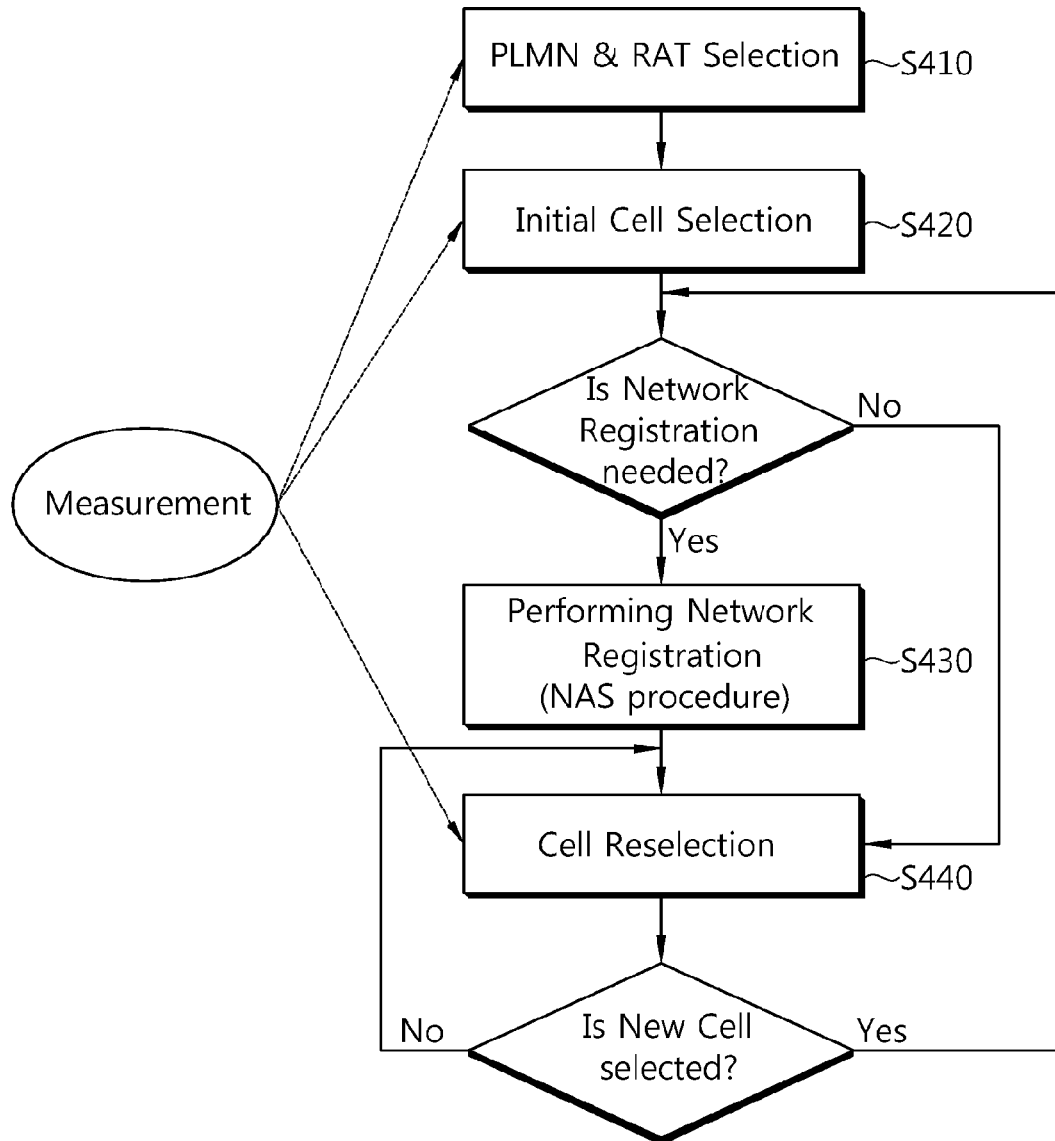 PLMN & RAT Selection
S410
Initial Cell Selection
S420
Is Network
Registration
needed?
No
Yes
Measurement
Performing Network
Registration
(NAS procedure)
S430
Cell Reselection
S440
Is New Cell
selected?
No
Yes